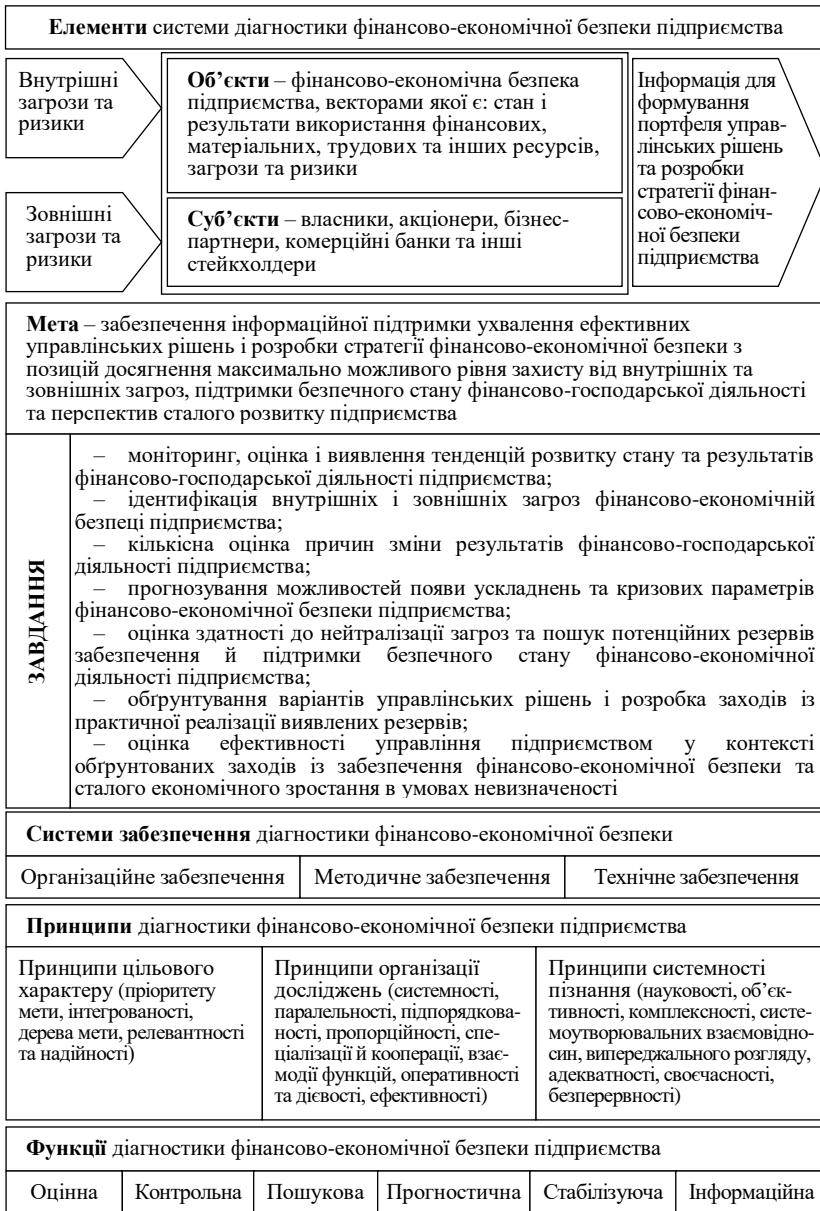 Елементи системи діагностики фінансово-економічної безпеки підприємства
Внутрішні
загрози та
ризики
Зовнішні
загрози та
ризики
Об’єкти – фінансово-економічна безпека
підприємства, векторами якої є: стан і
результати використання фінансових,
матеріальних, трудових та інших ресурсів,
загрози та ризики
Суб’єкти – власники, акціонери, бізнес-
партнери, комерційні банки та інші
стейкхолдери
Інформація для
формування
портфеля управ-
лінських рішень
та розробки
стратегії фінан-
сово-економіч-
ної безпеки
підприємства
Мета – забезпечення інформаційної підтримки ухвалення ефективних
управлінських рішень і розробки стратегії фінансово-економічної безпеки з
позицій досягнення максимально можливого рівня захисту від внутрішніх та
зовнішніх загроз, підтримки безпечного стану фінансово-господарської діяльності
та перспектив сталого розвитку підприємства
ЗАВДАННЯ
– моніторинг, оцінка і виявлення тенденцій розвитку стану та результатів
фінансово-господарської діяльності підприємства;
– ідентифікація внутрішніх і зовнішніх загроз фінансово-економічній
безпеці підприємства;
– кількісна оцінка причин зміни результатів фінансово-господарської
діяльності підприємства;
– прогнозування можливостей появи ускладнень та кризових параметрів
фінансово-економічної безпеки підприємства;
– оцінка здатності до нейтралізації загроз та пошук потенційних резервів
забезпечення й підтримки безпечного стану фінансово-економічної
діяльності підприємства;
– обґрунтування варіантів управлінських рішень і розробка заходів із
практичної реалізації виявлених резервів;
– оцінка ефективності управління підприємством у контексті
обґрунтованих заходів із забезпечення фінансово-економічної безпеки та
сталого економічного зростання в умовах невизначеності
Системи забезпечення діагностики фінансово-економічної безпеки
Організаційне забезпечення
Методичне забезпечення
Технічне забезпечення
Принципи діагностики фінансово-економічної безпеки підприємства
Принципи цільового
характеру (пріоритету
мети, інтегрованості,
дерева мети, релевантності
та надійності)
Принципи організації
досліджень (системності,
паралельності, підпорядкова-
ності, пропорційності, спе-
ціалізації й кооперації, взає-
модії функцій, оперативності
та дієвості, ефективності)
Принципи системності
пізнання (науковості, об’єк-
тивності, комплексності, систе-
моутворювальних взаємовідно-
син, випереджального розгляду,
адекватності, своєчасності,
безперервності)
Функції діагностики фінансово-економічної безпеки підприємства
Оцінна
Контрольна
Пошукова
Прогностична
Стабілізуюча
Інформаційна